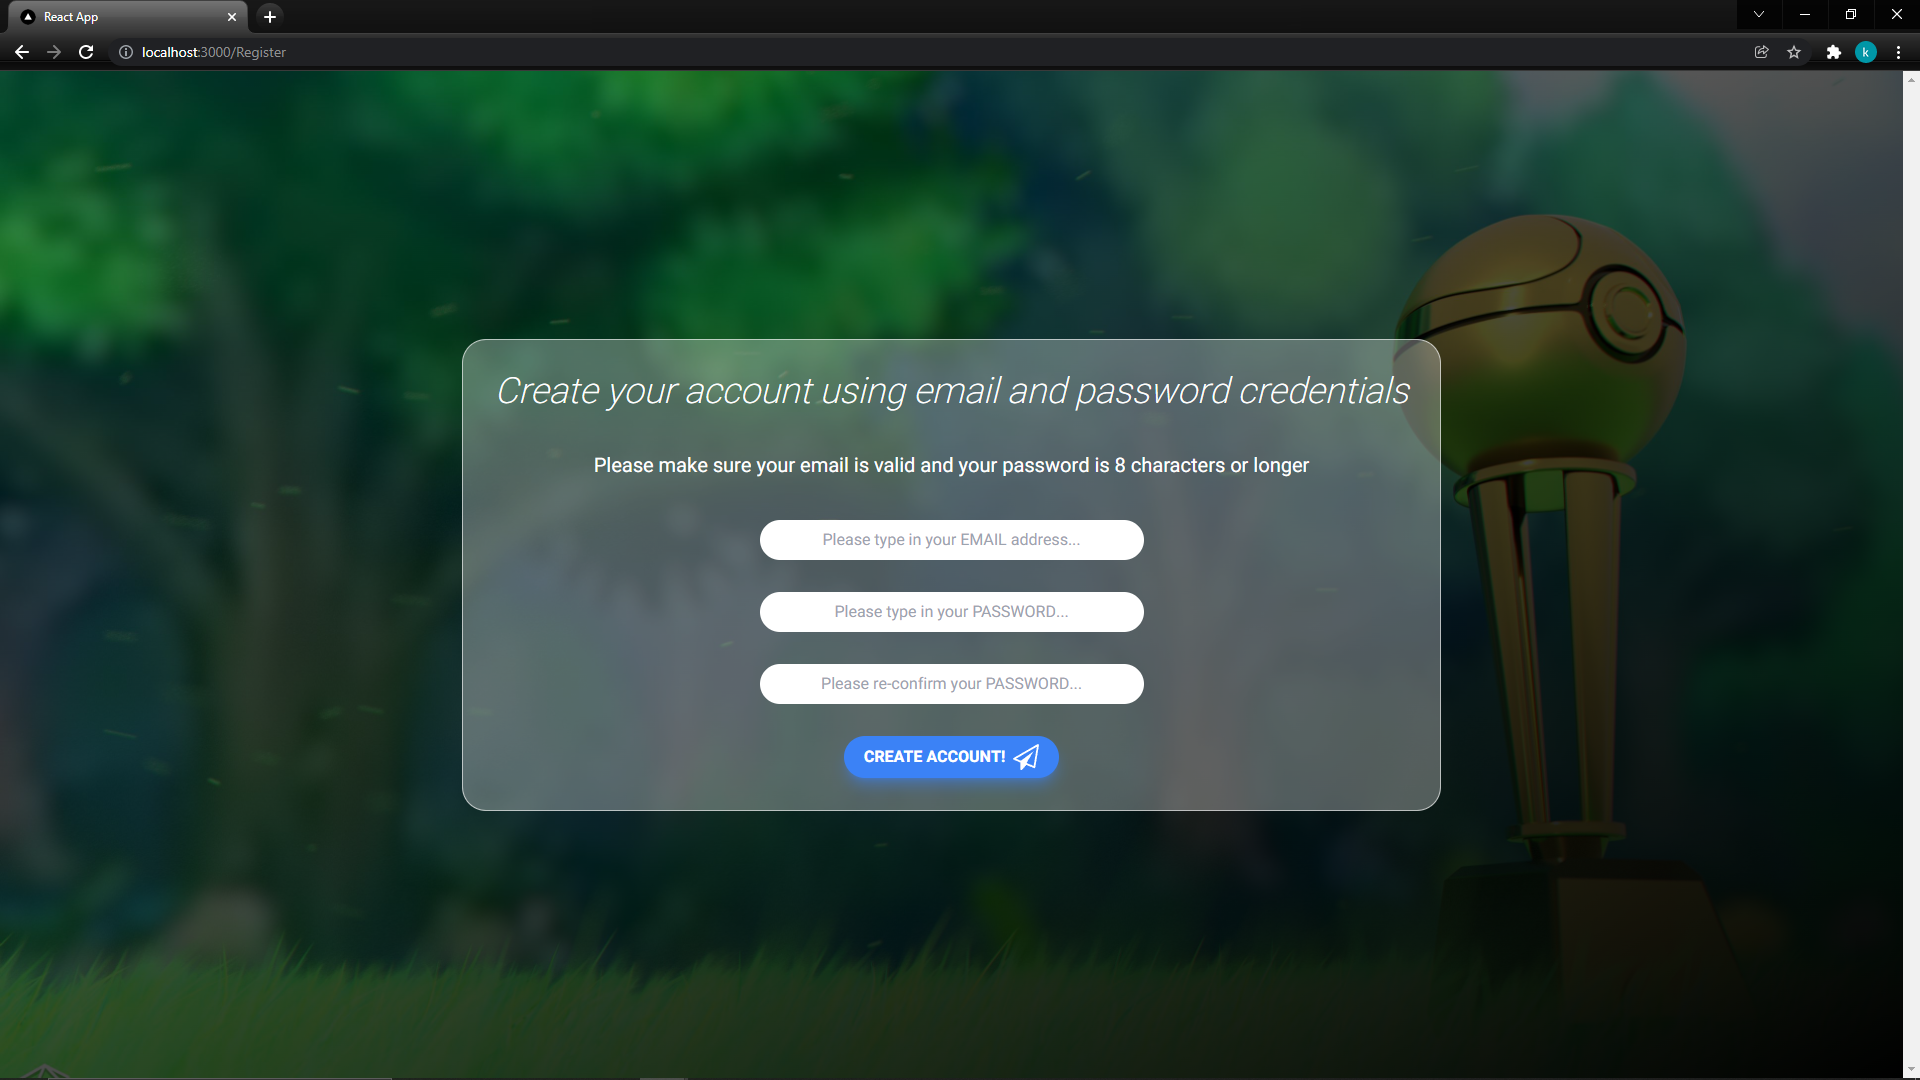 React App
localhost:3000/Register
k
Create your account using email and password credentials
Please make sure your email is valid and your password is 8 characters or longer
Please type in your EMAIL address...
Please type in your PASSWORD...
Please re-confirm your PASSWORD...
CREATE ACCOUNT!